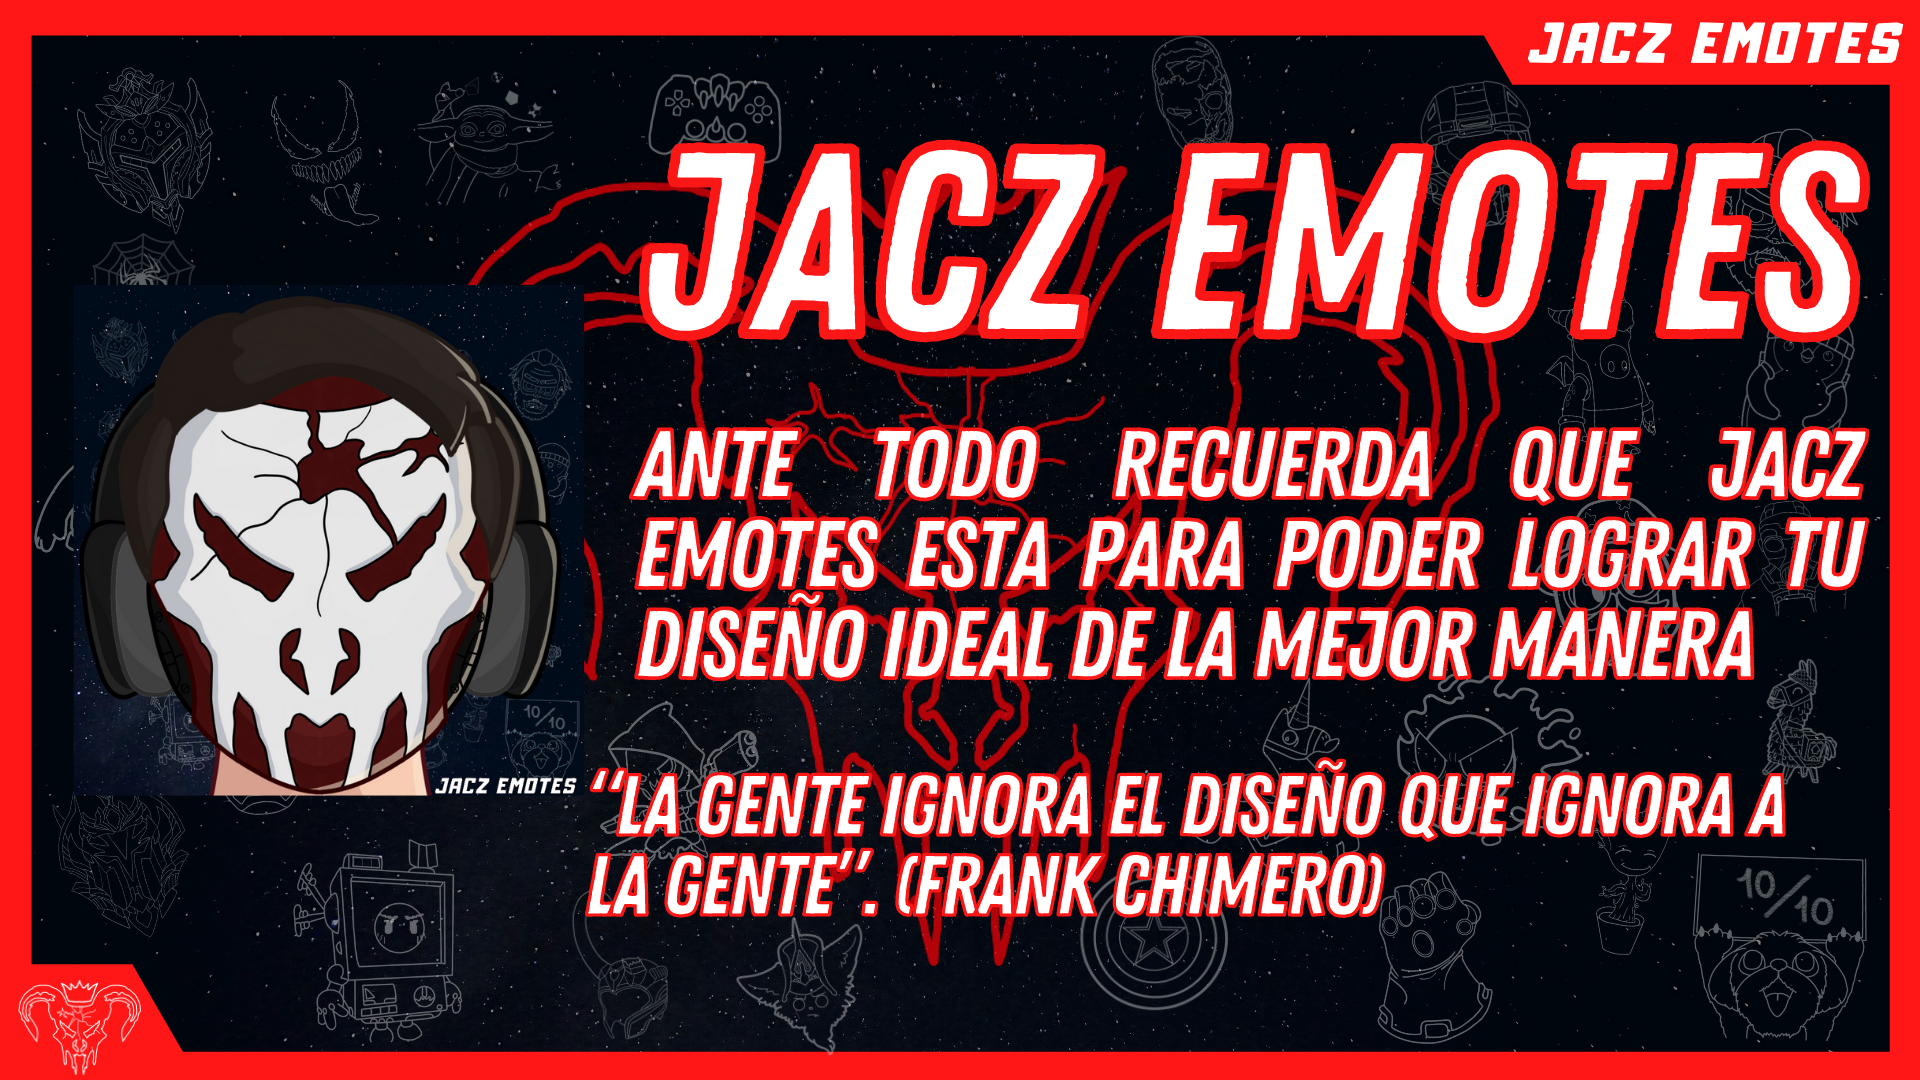 JACZ EMOTES
JACZ EMOTES
ANTE TODO RECUERDA QUE JACZ
EMOTES ESTA PARA PODER LOGRAR TU
DISEÑO IDEAL DE LA MEJOR MANERA
10/10
JACZ EMOTES
“LA GENTE IGNORA EL DISEÑO QUE IGNORA A
LA GENTE”. (FRANK CHIMERO)
10/10